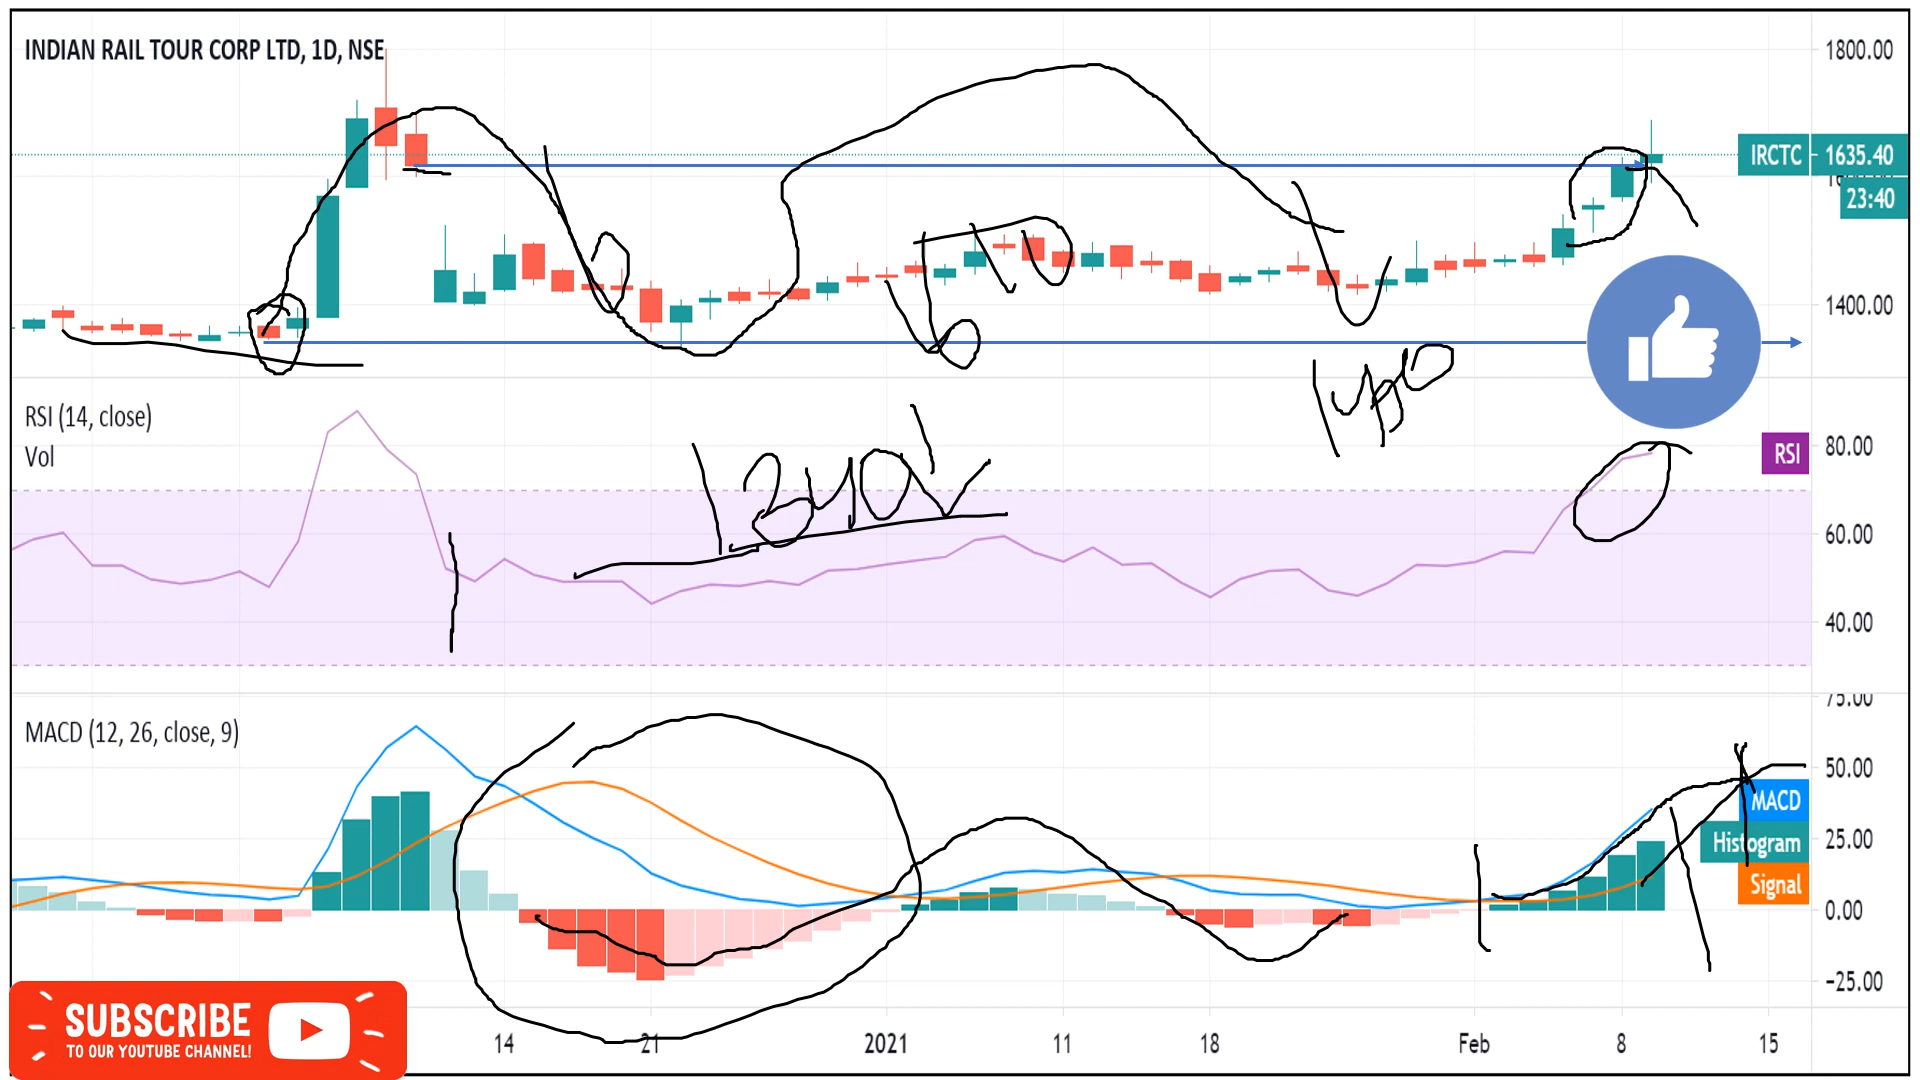 INDIAN RAIL TOUR CORP LTD, 1D, NSE
1800.00
IRCTC 1635.40
23:40
1400.00
RSI (14, close)
Vol
80.00
RSI
60.00
40.00
75.00
MACD (12, 26, close, 9)
50.00
MACD
25.00
Histogram
Signal
0.00
−25.00
SUBSCRIBE
TO OUR YOUTUBE CHANNEL!
14 21 2021 11 18 Feb 8 15